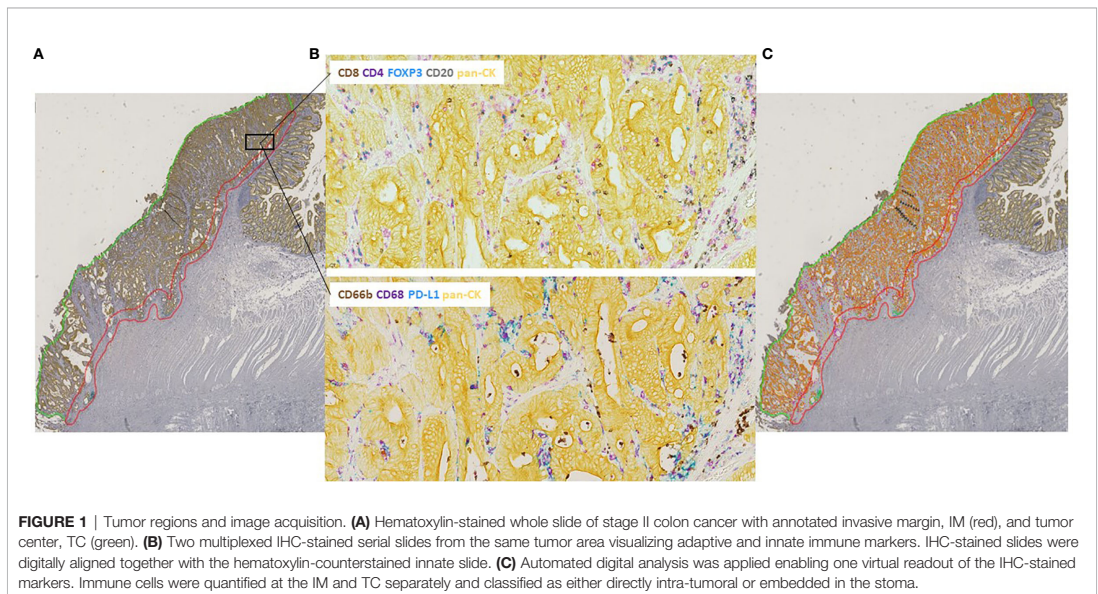 A
B
C
CD8 CD4 FOXP3 CD20 pan-CK
CD66b CD68 PD-L1 pan-CK
FIGURE 1 | Tumor regions and image acquisition. (A) Hematoxylin-stained whole slide of stage II colon cancer with annotated invasive margin, IM (red), and tumor
center, TC (green). (B) Two multiplexed IHC-stained serial slides from the same tumor area visualizing adaptive and innate immune markers. IHC-stained slides were
digitally aligned together with the hematoxylin-counterstained innate slide. (C) Automated digital analysis was applied enabling one virtual readout of the IHC-stained
markers. Immune cells were quantified at the IM and TC separately and classified as either directly intra-tumoral or embedded in the stoma.